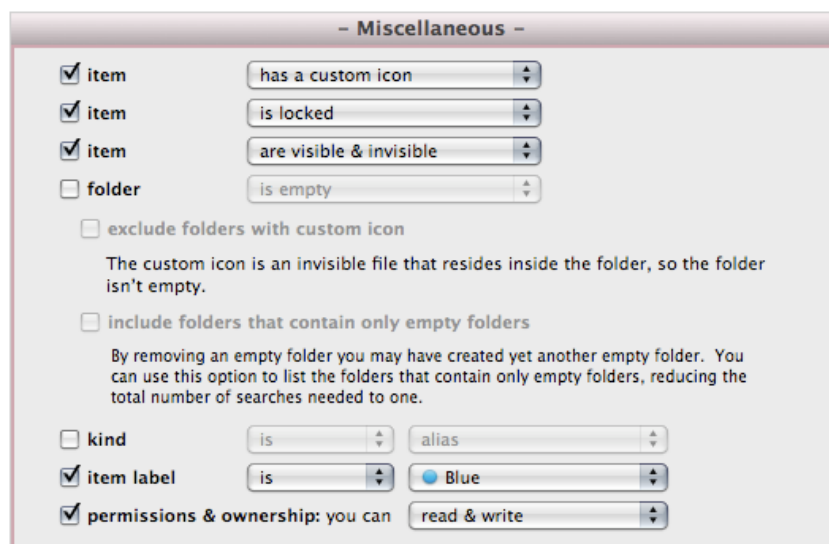 – Miscellaneous –
item has a custom icon
item is locked
item are visible & invisible
folder is empty
exclude folders with custom icon
The custom icon is an invisible file that resides inside the folder, so the folder
isn't empty.
include folders that contain only empty folders
By removing an empty folder you may have created yet another empty folder.  You
can use this option to list the folders that contain only empty folders, reducing the
total number of searches needed to one.
kind is alias
item label is Blue
permissions & ownership: you can read & write